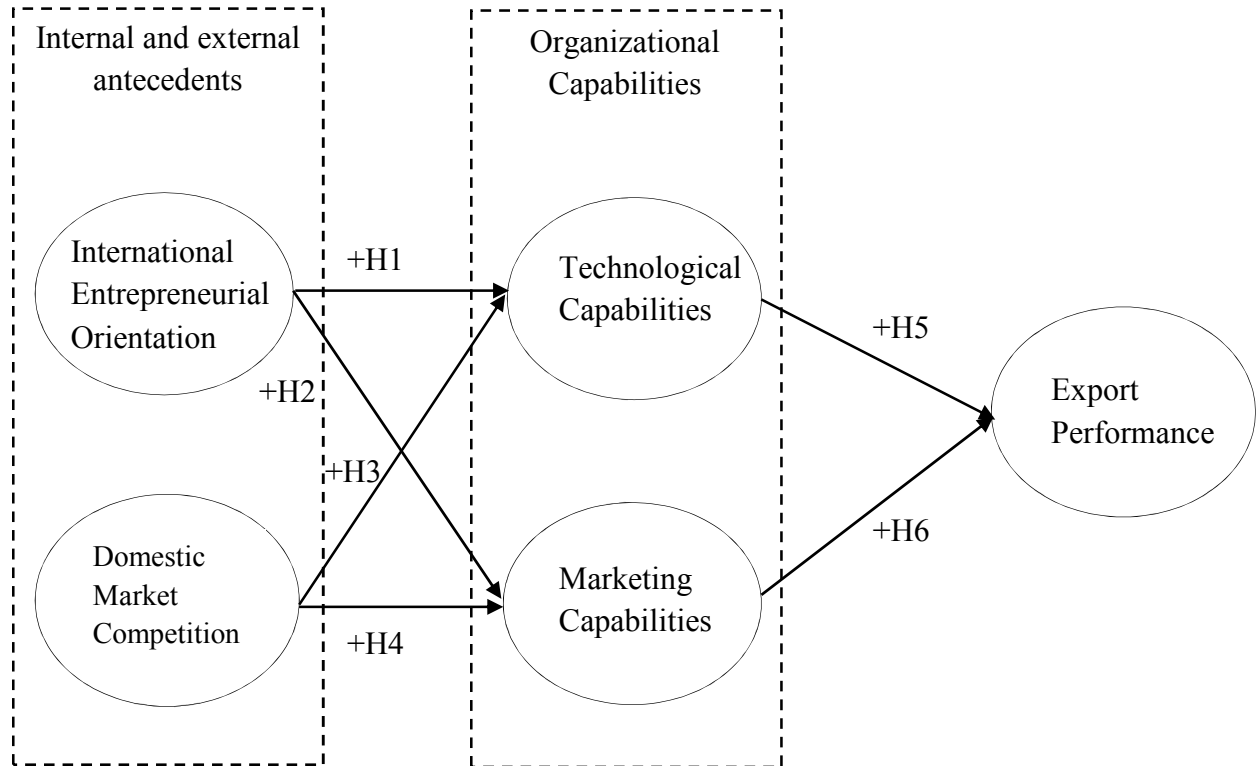 Internal and external
antecedents
Organizational
Capabilities
International
Entrepreneurial
Orientation
+H1
Technological
Capabilities
+H5
+H2
Export
Performance
+H3
+H6
Domestic
Market
Competition
Marketing
Capabilities
+H4